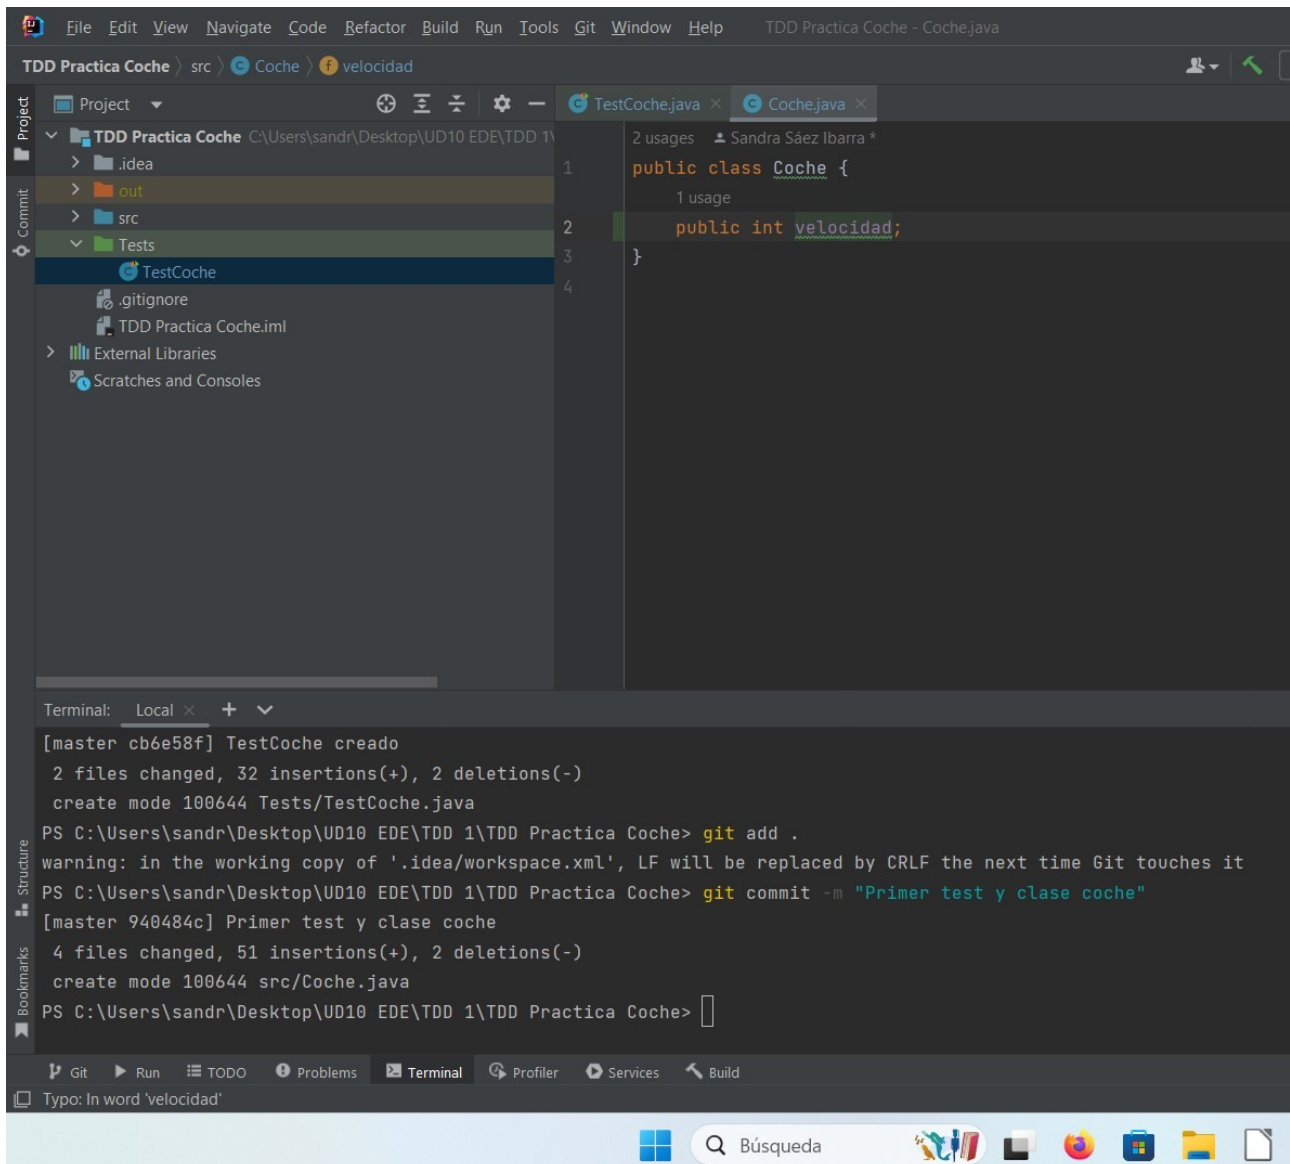 File Edit View Navigate Code Refactor Build Run Tools Git Window Help TDD Practica Coche - Coche.java
TDD Practica Coche src Coche velocidad
Project
Project
Commit
TDD Practica Coche C:\Users\sandr\Desktop\UD10 EDE\TDD 1\
.idea
out
src
Tests
TestCoche
.gitignore
TDD Practica Coche.iml
External Libraries
Scratches and Consoles
TestCoche.java Coche.java
2 usages Sandra Sáez Ibarra *
1 public class Coche {
1 usage
2 public int velocidad;
3 }
4
Terminal: Local
[master cb6e58f] TestCoche creado
2 files changed, 32 insertions(+), 2 deletions(-)
create mode 100644 Tests/TestCoche.java
PS C:\Users\sandr\Desktop\UD10 EDE\TDD 1\TDD Practica Coche> git add .
warning: in the working copy of '.idea/workspace.xml', LF will be replaced by CRLF the next time Git touches it
PS C:\Users\sandr\Desktop\UD10 EDE\TDD 1\TDD Practica Coche> git commit -m "Primer test y clase coche"
[master 940484c] Primer test y clase coche
4 files changed, 51 insertions(+), 2 deletions(-)
create mode 100644 src/Coche.java
PS C:\Users\sandr\Desktop\UD10 EDE\TDD 1\TDD Practica Coche>
Structure
Bookmarks
Git Run TODO Problems Terminal Profiler Services Build
Typo: In word 'velocidad'
Búsqueda